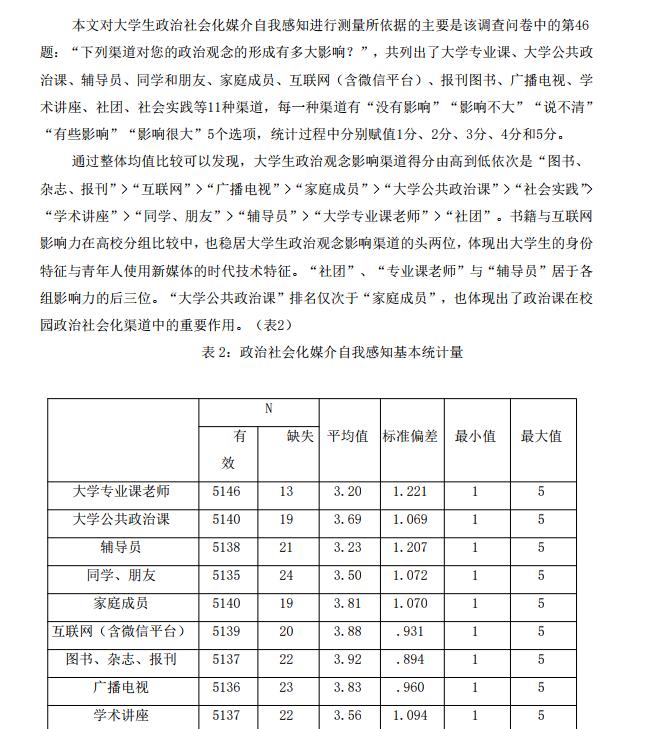 本文对大学生政治社会化媒介自我感知进行测量所依据的主要是该调查问卷中的第46
题：“下列渠道对您的政治观念的形成有多大影响？”，共列出了大学专业课、大学公共政
治课、辅导员、同学和朋友、家庭成员、互联网（含微信平台）、报刊图书、广播电视、学
术讲座、社团、社会实践等11种渠道，每一种渠道有“没有影响”“影响不大”“说不清”
“有些影响”“影响很大”5个选项，统计过程中分别赋值1分、2分、3分、4分和5分。
通过整体均值比较可以发现，大学生政治观念影响渠道得分由高到低依次是“图书、
杂志、报刊”>“互联网”>“广播电视”>“家庭成员”>“大学公共政治课”>“社会实践”>
“学术讲座”>“同学、朋友”>“辅导员”>“大学专业课老师”>“社团”。书籍与互联网
影响力在高校分组比较中，也稳居大学生政治观念影响渠道的头两位，体现出大学生的身份
特征与青年人使用新媒体的时代技术特征。“社团”、“专业课老师”与“辅导员”居于各
组影响力的后三位。“大学公共政治课”排名仅次于“家庭成员”，也体现出了政治课在校
园政治社会化渠道中的重要作用。（表2）
表 2：政治社会化媒介自我感知基本统计量
N
有效 缺失 平均值 标准偏差 最小值 最大值
大学专业课老师 5146 13 3.20 1.221 1 5
大学公共政治课 5140 19 3.69 1.069 1 5
辅导员 5138 21 3.23 1.207 1 5
同学、朋友 5135 24 3.50 1.072 1 5
家庭成员 5140 19 3.81 1.070 1 5
互联网（含微信平台） 5139 20 3.88 .931 1 5
图书、杂志、报刊 5137 22 3.92 .894 1 5
广播电视 5136 23 3.83 .960 1 5
学术讲座 5137 22 3.56 1.094 1 5